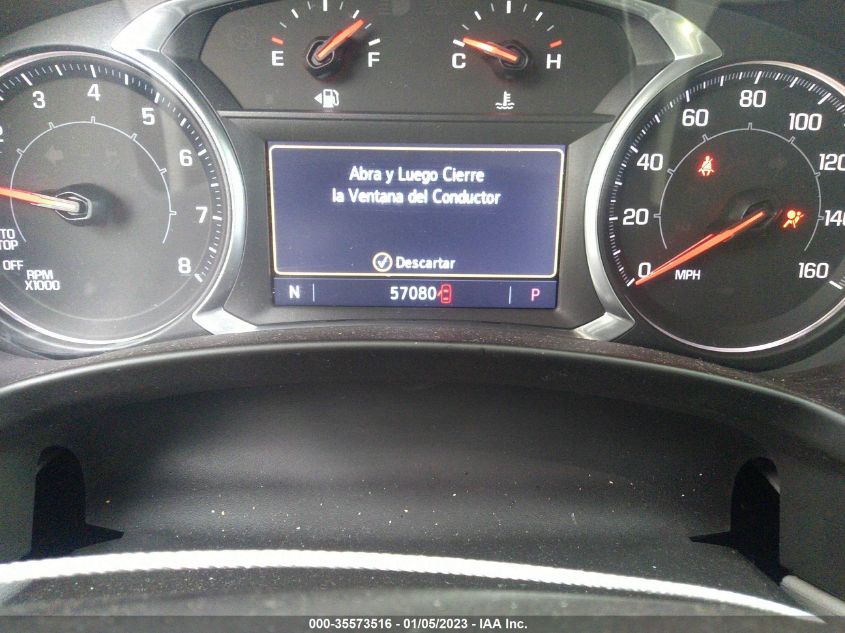 E F C H
3 4 5 6 7 8
RPM
X1000
OFF
0 20 40 60 80 100 120 140 160
MPH
Abra y Luego Cierre
la Ventana del Conductor
Descartar
N 57080 P
000-35573516 - 01/05/2023 - IAA Inc.